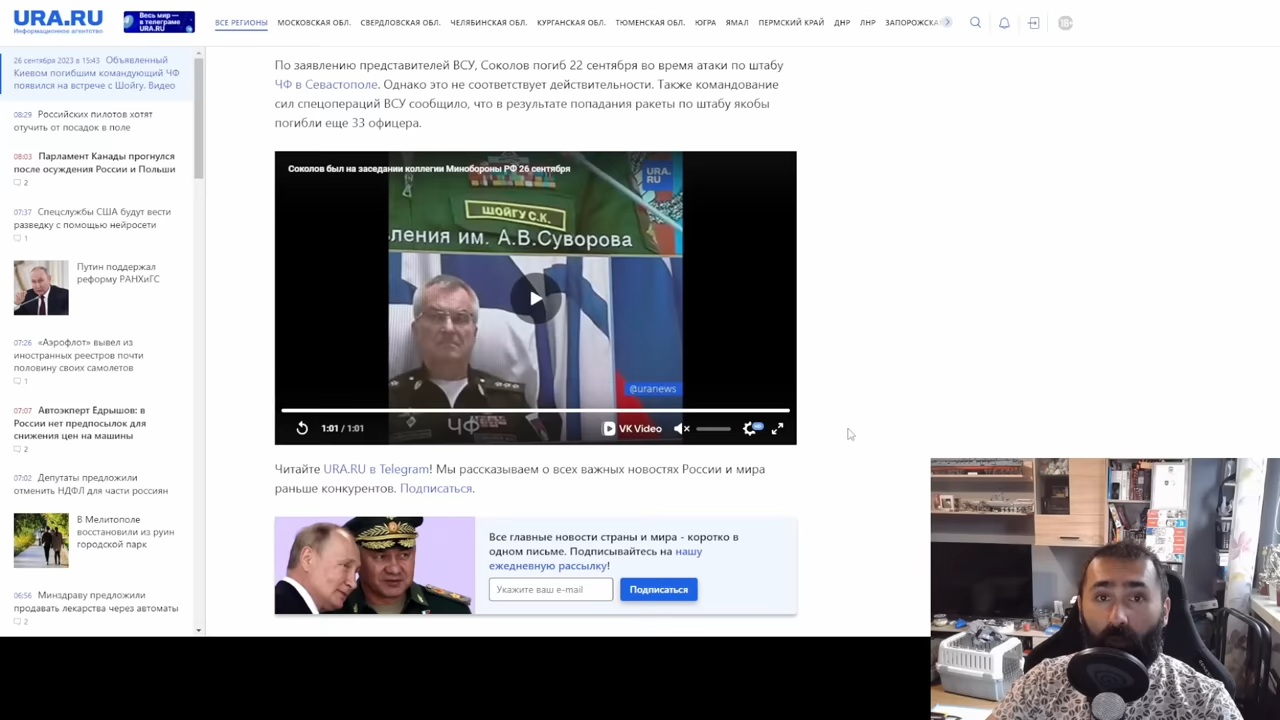 URA.RU
Информационное агентство
Весь мир —
в телеграме
URA.RU
ВСЕ РЕГИОНЫ
МОСКОВСКАЯ ОБЛ.
СВЕРДЛОВСКАЯ ОБЛ.
ЧЕЛЯБИНСКАЯ ОБЛ.
КУРГАНСКАЯ ОБЛ.
ТЮМЕНСКАЯ ОБЛ.
ЮГРА
ЯМАЛ
ПЕРМСКИЙ КРАЙ
ДНР
ЛНР
18+
26 сентября 2023 в 15:43 Объявленный
Киевом погибшим командующий ЧФ
появился на встрече с Шойгу. Видео
08:29 Российских пилотов хотят
отучить от посадок в поле
08:03 Парламент Канады прогнулся
после осуждения России и Польши
2
07:37 Спецслужбы США будут вести
разведку с помощью нейросети
1
Путин поддержал
реформу РАНХиГС
07:26 «Аэрофлот» вывел из
иностранных реестров почти
половину своих самолетов
1
07:07 Автоэксперт Едрышов: в
России нет предпосылок для
снижения цен на машины
2
07:02 Депутаты предложили
отменить НДФЛ для части россиян
В Мелитополе
восстановили из руин
городской парк
06:56 Минздраву предложили
продавать лекарства через автоматы
2
По заявлению представителей ВСУ, Соколов погиб 22 сентября во время атаки по штабу
ЧФ в Севастополе. Однако это не соответствует действительности. Также командование
сил спецопераций ВСУ сообщило, что в результате попадания ракеты по штабу якобы
погибли еще 33 офицера.
Соколов был на заседании коллегии Минобороны РФ 26 сентября
URA.RU
ШОЙГУ С.К.
ления им. А.В.Суворова
@uranews
ЧФ
1:01 / 1:01
VK Video
Читайте URA.RU в Telegram! Мы рассказываем о всех важных новостях России и мира
раньше конкурентов. Подписаться.
Все главные новости страны и мира - коротко в
одном письме. Подписывайтесь на нашу
ежедневную рассылку!
Укажите ваш e-mail
Подписаться